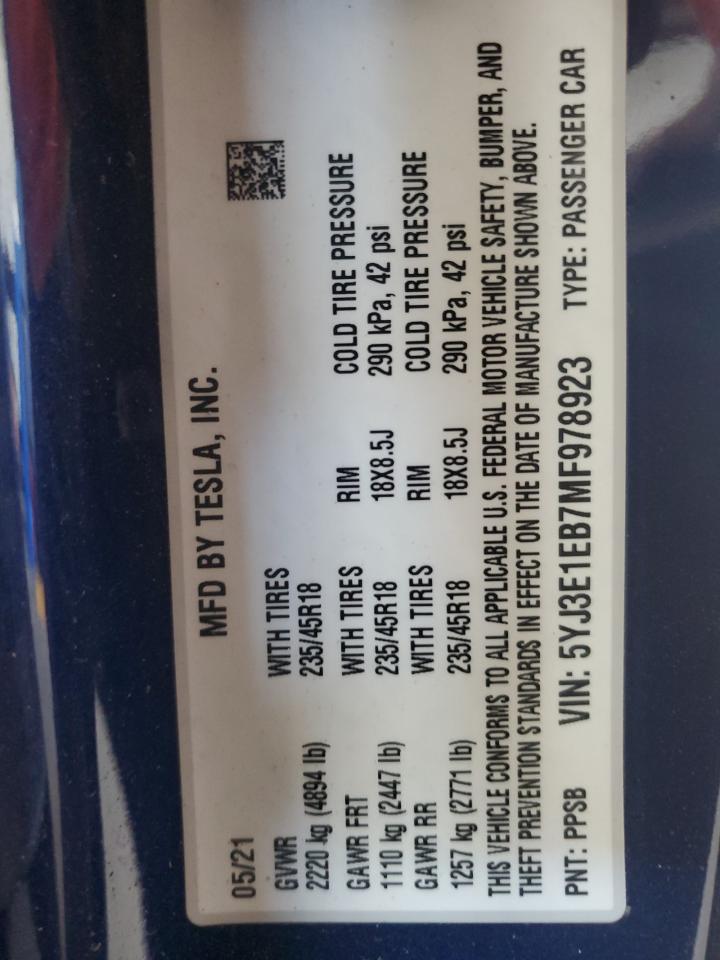 MFD BY TESLA, INC.
05/21
GVWR WITH TIRES
2220 kg (4894 lb) 235/45R18
GAWR FRT WITH TIRES RIM COLD TIRE PRESSURE
1110 kg (2447 lb) 235/45R18 18X8.5J 290 kPa, 42 psi
GAWR RR WITH TIRES RIM COLD TIRE PRESSURE
1257 kg (2771 lb) 235/45R18 18X8.5J 290 kPa, 42 psi
THIS VEHICLE CONFORMS TO ALL APPLICABLE U.S. FEDERAL MOTOR VEHICLE SAFETY, BUMPER, AND
THEFT PREVENTION STANDARDS IN EFFECT ON THE DATE OF MANUFACTURE SHOWN ABOVE.
PNT: PPSB VIN: 5YJ3E1EB7MF978923 TYPE: PASSENGER CAR